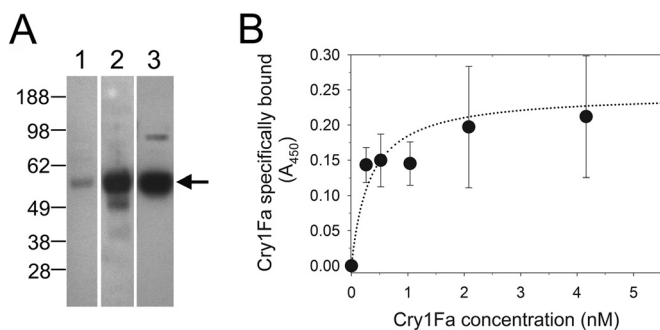 A
1 2 3
188
98
62
49
38
28
B
Cry1Fa specifically bound
(A450)
0.30
0.25
0.20
0.15
0.10
0.05
0.00
0 1 2 3 4 5
Cry1Fa concentration (nM)